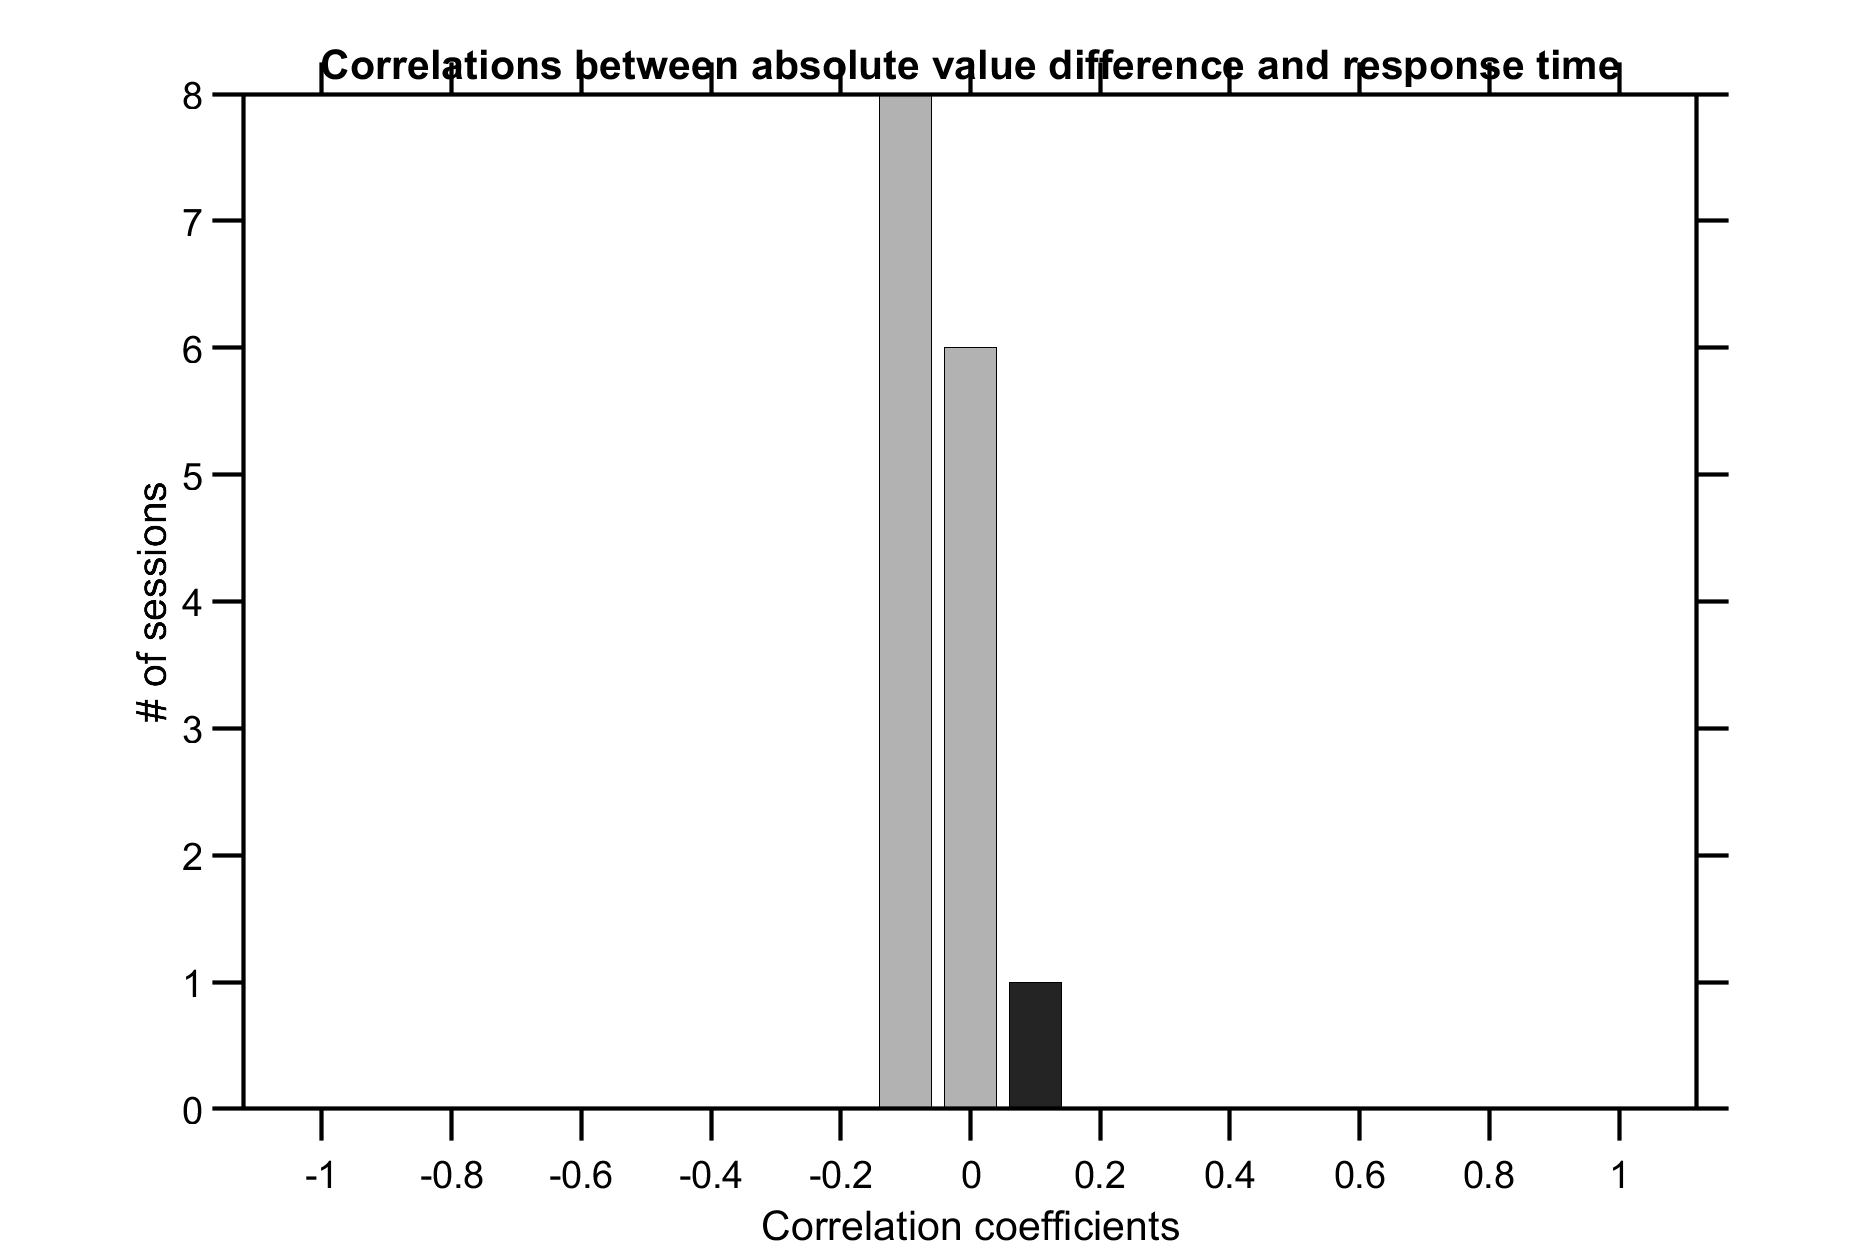 Correlations between absolute value difference and response time
8
7
6
5
4
3
2
1
0
# of sessions
-1 -0.8 -0.6 -0.4 -0.2 0 0.2 0.4 0.6 0.8 1
Correlation coefficients